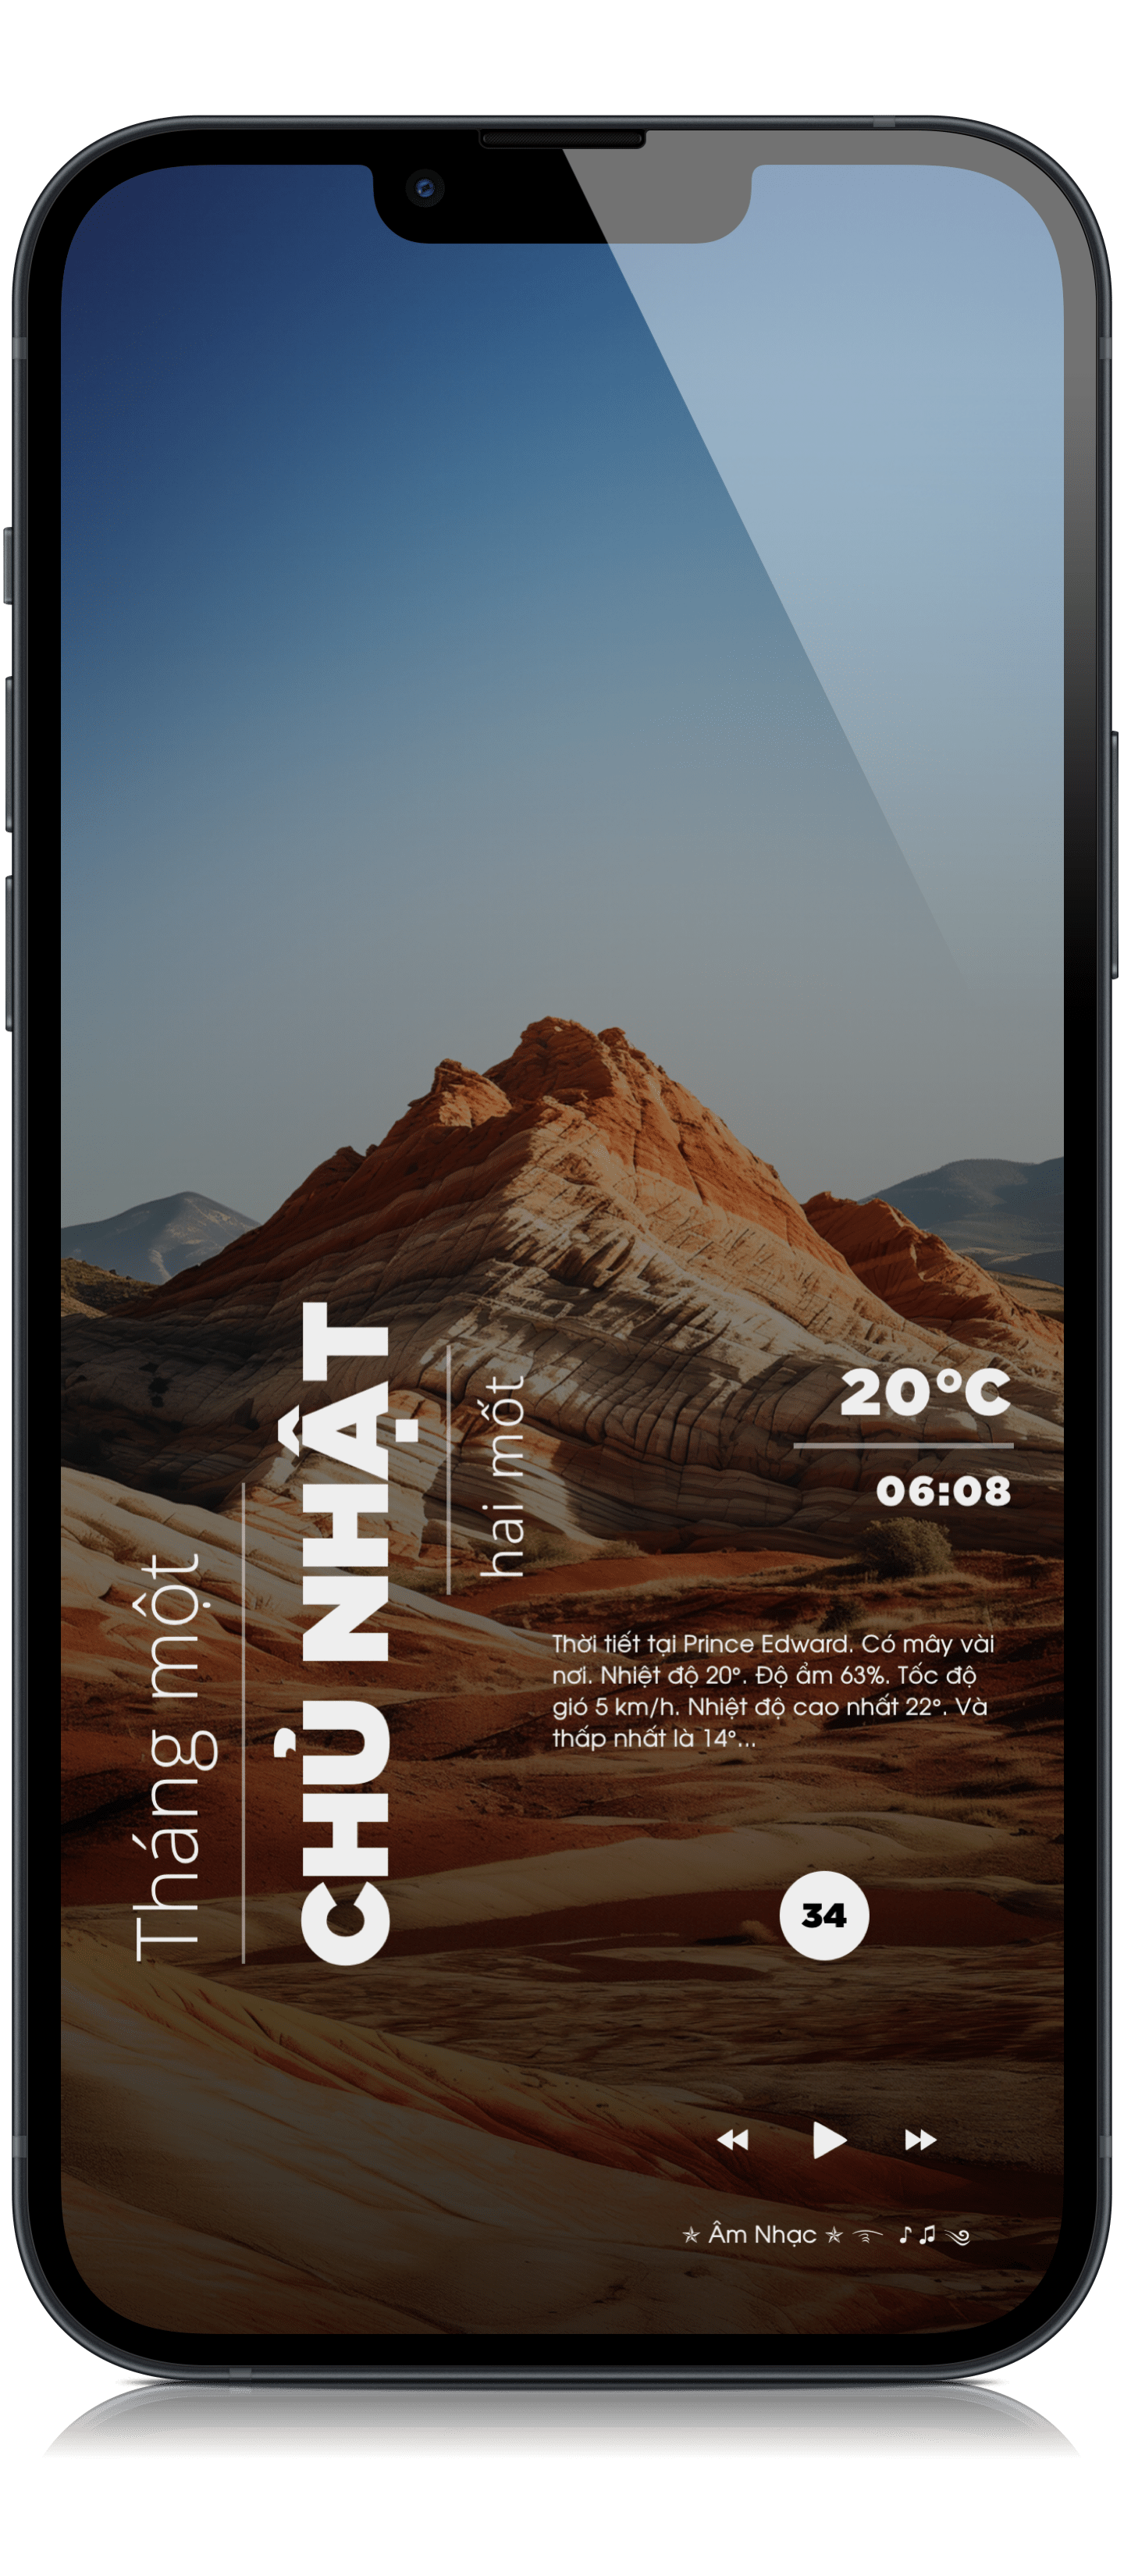 Tháng một
CHỦ NHẬT
hai mốt
20°C
06:08
Thời tiết tại Prince Edward. Có mây vài
nơi. Nhiệt độ 20°. Độ ẩm 63%. Tốc độ
gió 5 km/h. Nhiệt độ cao nhất 22°. Và
thấp nhất là 14°...
34
✯ Âm Nhạc ✯ ♪♫